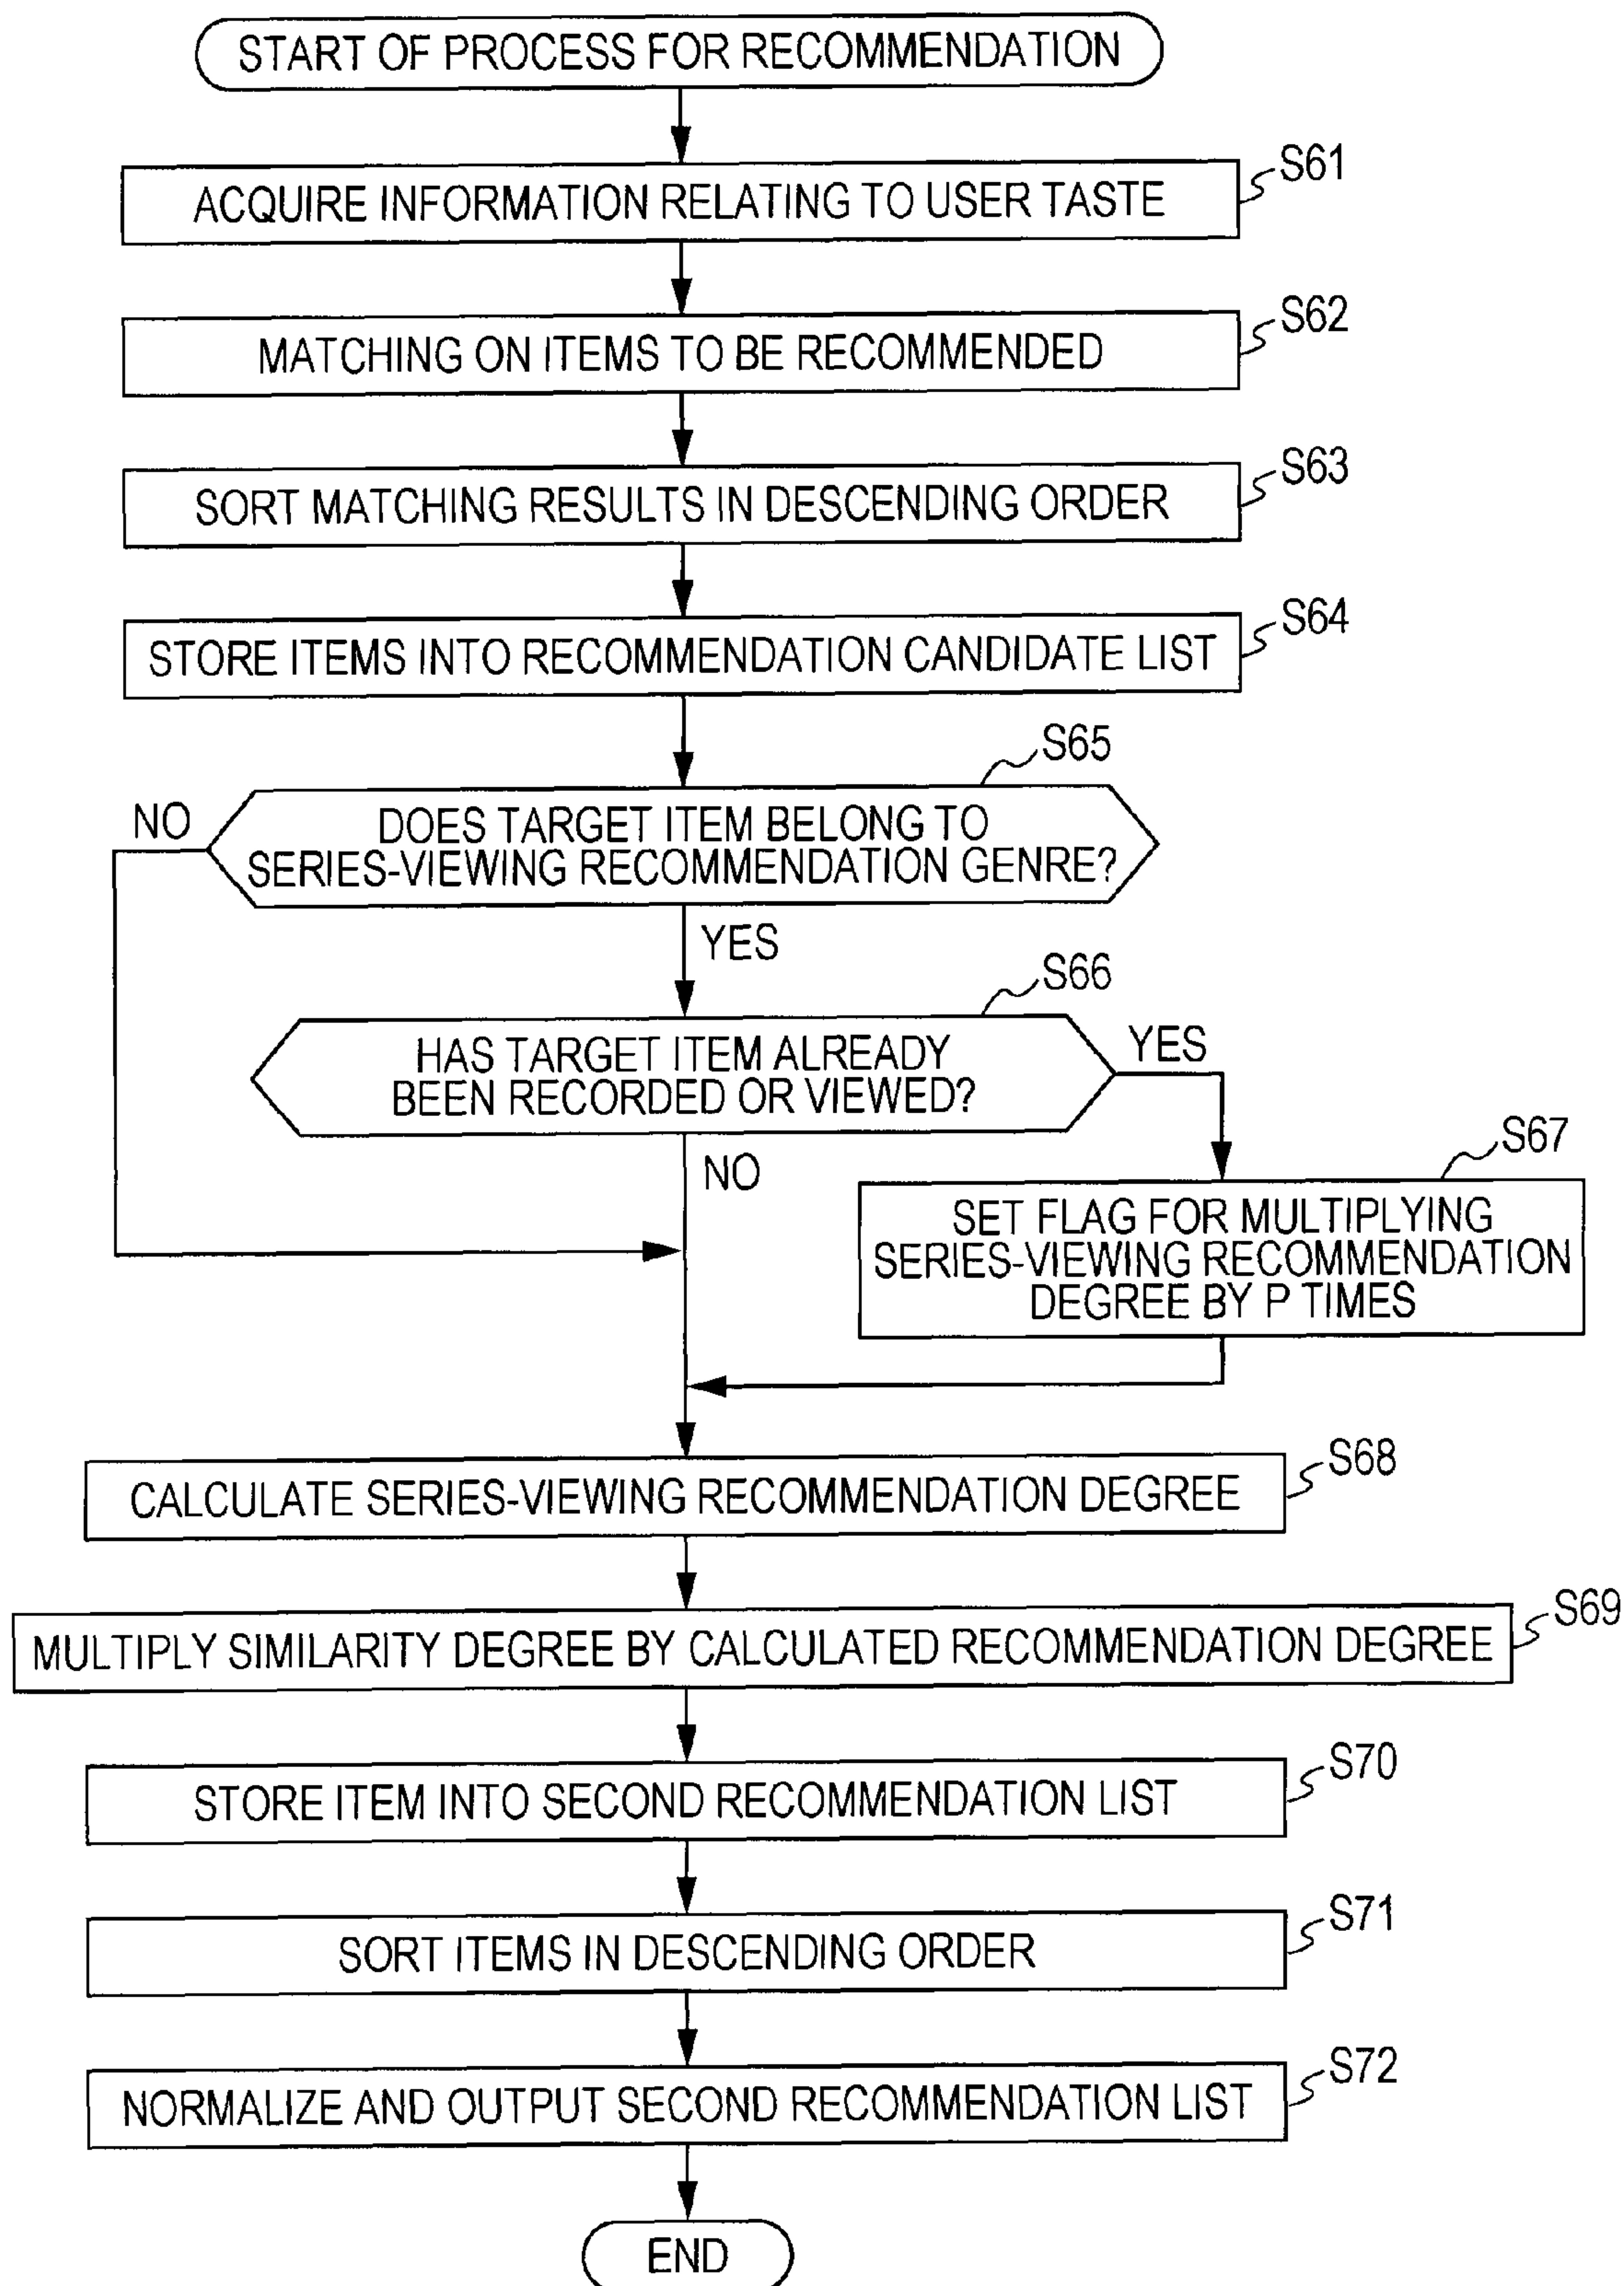 START OF PROCESS FOR RECOMMENDATION
S61
ACQUIRE INFORMATION RELATING TO USER TASTE
S62
MATCHING ON ITEMS TO BE RECOMMENDED
S63
SORT MATCHING RESULTS IN DESCENDING ORDER
S64
STORE ITEMS INTO RECOMMENDATION CANDIDATE LIST
S65
NO
DOES TARGET ITEM BELONG TO
SERIES-VIEWING RECOMMENDATION GENRE?
YES
S66
HAS TARGET ITEM ALREADY
BEEN RECORDED OR VIEWED?
YES
NO
S67
SET FLAG FOR MULTIPLYING
SERIES-VIEWING RECOMMENDATION
DEGREE BY P TIMES
S68
CALCULATE SERIES-VIEWING RECOMMENDATION DEGREE
S69
MULTIPLY SIMILARITY DEGREE BY CALCULATED RECOMMENDATION DEGREE
S70
STORE ITEM INTO SECOND RECOMMENDATION LIST
S71
SORT ITEMS IN DESCENDING ORDER
S72
NORMALIZE AND OUTPUT SECOND RECOMMENDATION LIST
END